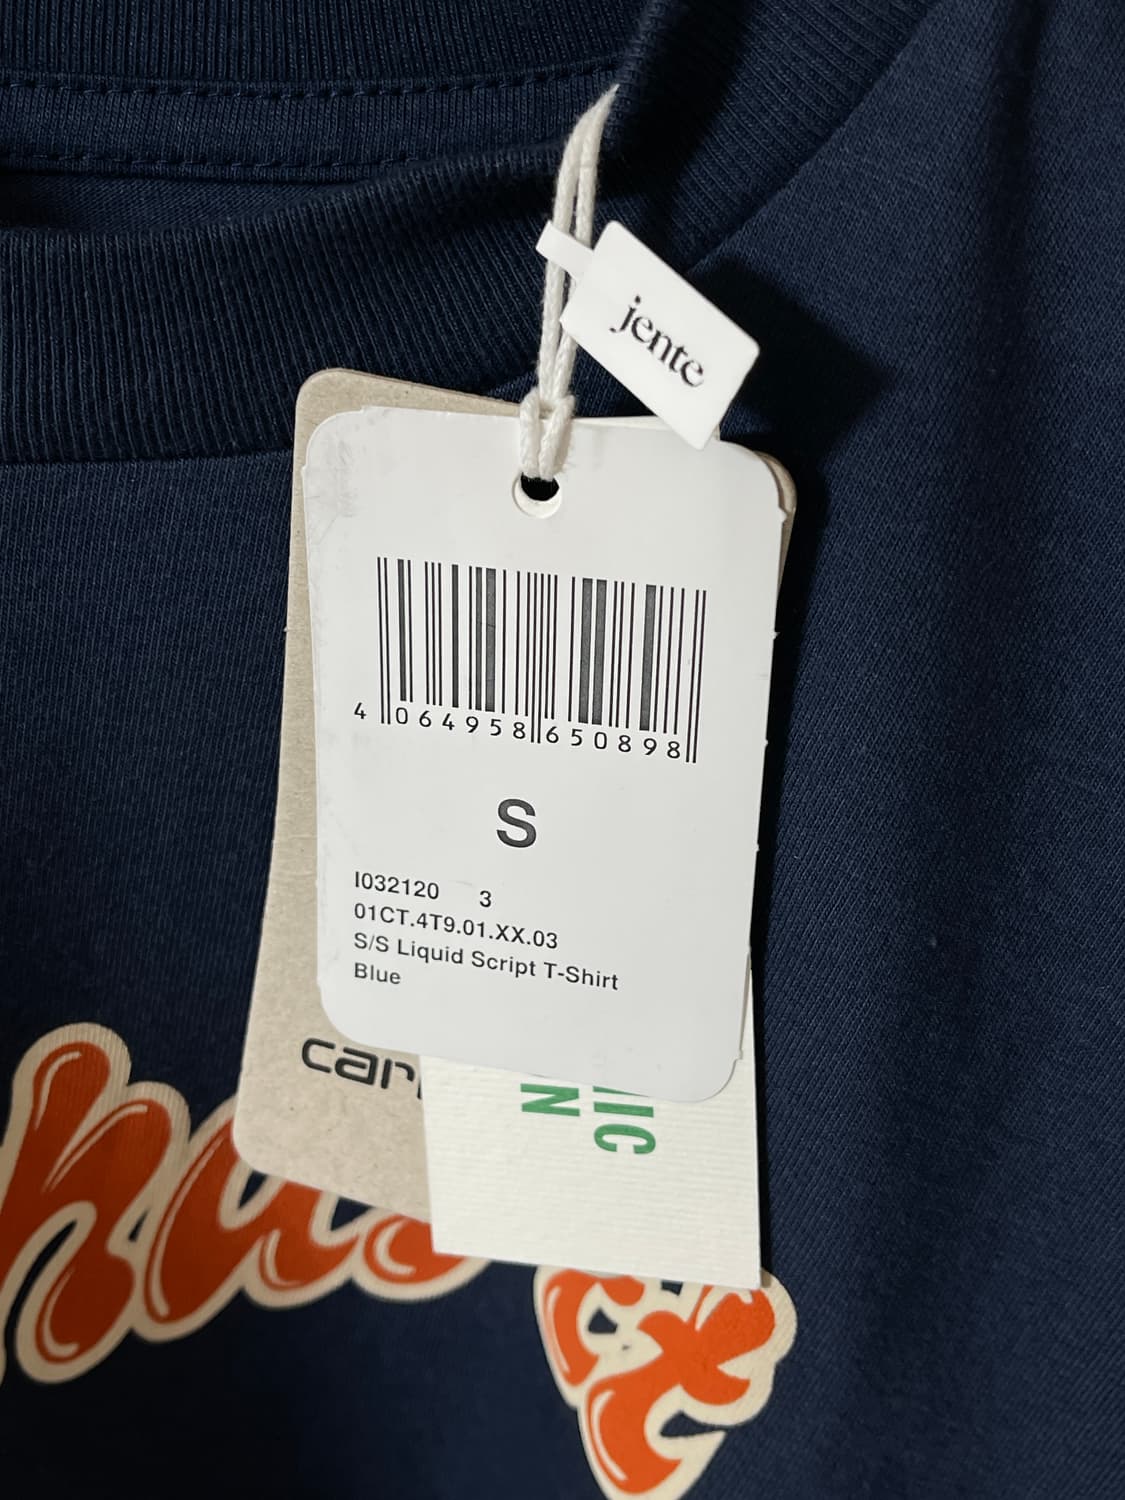 jente
4 064958 650898
S
I032120 3
01CT.4T9.01.XX.03
S/S Liquid Script T-Shirt
Blue